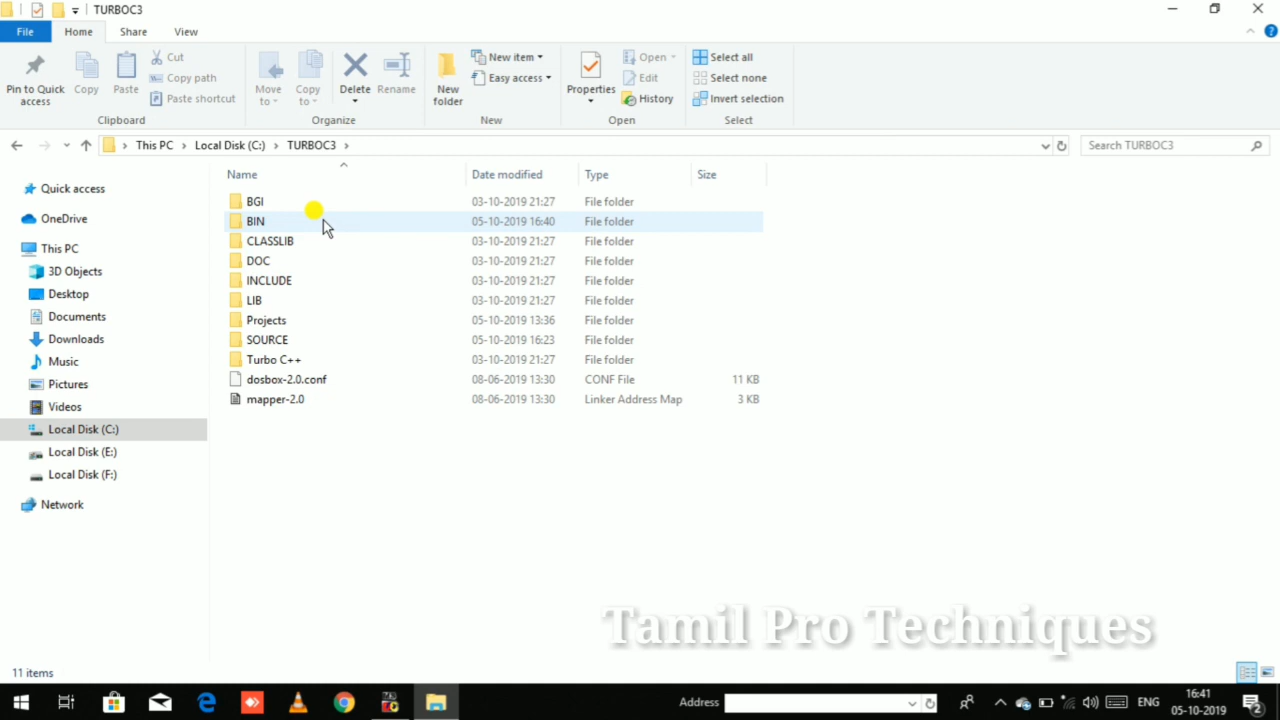 TURBOC3
File Home Share View
Pin to Quick access
Copy
Paste
Cut
Copy path
Paste shortcut
Clipboard
Move to
Copy to
Delete
Rename
Organize
New folder
New item
Easy access
New
Properties
Open
Edit
History
Open
Select all
Select none
Invert selection
Select
This PC > Local Disk (C:) > TURBOC3 >
Search TURBOC3
Quick access
OneDrive
This PC
3D Objects
Desktop
Documents
Downloads
Music
Pictures
Videos
Local Disk (C:)
Local Disk (E:)
Local Disk (F:)
Network
Name Date modified Type Size
BGI 03-10-2019 21:27 File folder
BIN 05-10-2019 16:40 File folder
CLASSLIB 03-10-2019 21:27 File folder
DOC 03-10-2019 21:27 File folder
INCLUDE 03-10-2019 21:27 File folder
LIB 03-10-2019 21:27 File folder
Projects 05-10-2019 13:36 File folder
SOURCE 05-10-2019 16:23 File folder
Turbo C++ 03-10-2019 21:27 File folder
dosbox-2.0.conf 08-06-2019 13:30 CONF File 11 KB
mapper-2.0 08-06-2019 13:30 Linker Address Map 3 KB
Tamil Pro Techniques
11 items
Address
ENG
16:41
05-10-2019
2